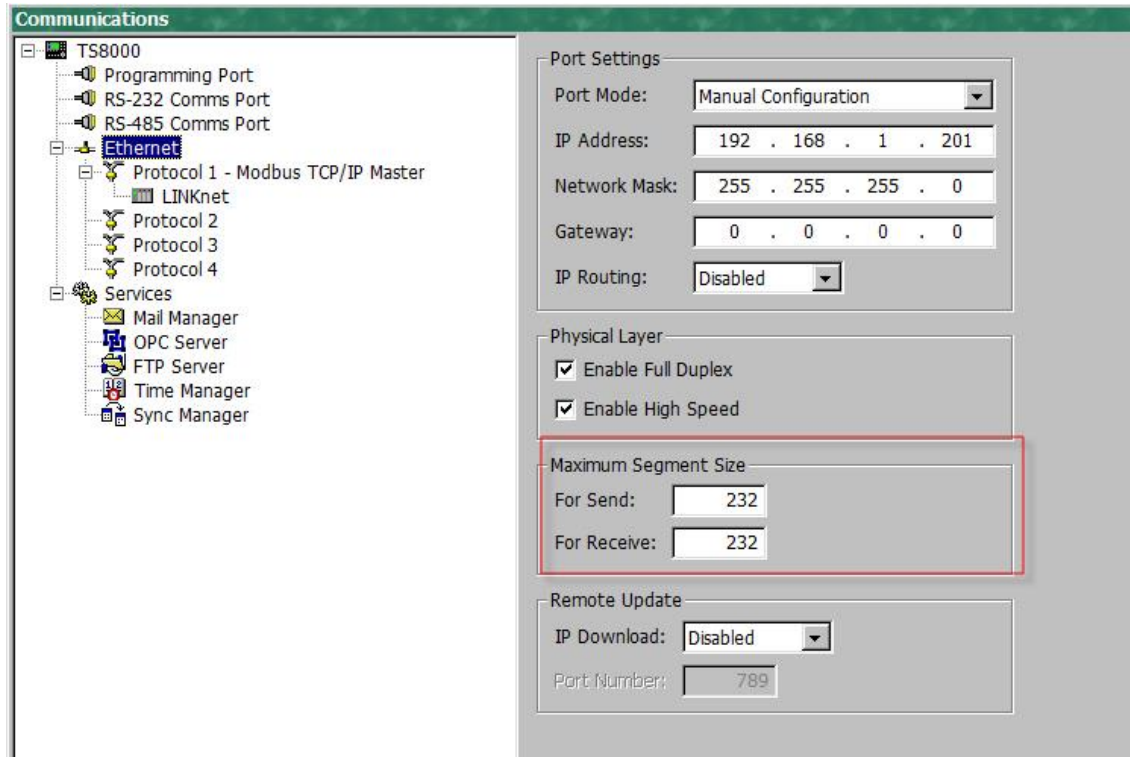 Communications
TS8000
Programming Port
RS-232 Comms Port
RS-485 Comms Port
Ethernet
Protocol 1 - Modbus TCP/IP Master
LINKnet
Protocol 2
Protocol 3
Protocol 4
Services
Mail Manager
OPC Server
FTP Server
Time Manager
Sync Manager
Port Settings
Port Mode: Manual Configuration
IP Address: 192 . 168 . 1 . 201
Network Mask: 255 . 255 . 255 . 0
Gateway: 0 . 0 . 0 . 0
IP Routing: Disabled
Physical Layer
Enable Full Duplex
Enable High Speed
Maximum Segment Size
For Send: 232
For Receive: 232
Remote Update
IP Download: Disabled
Port Number: 789